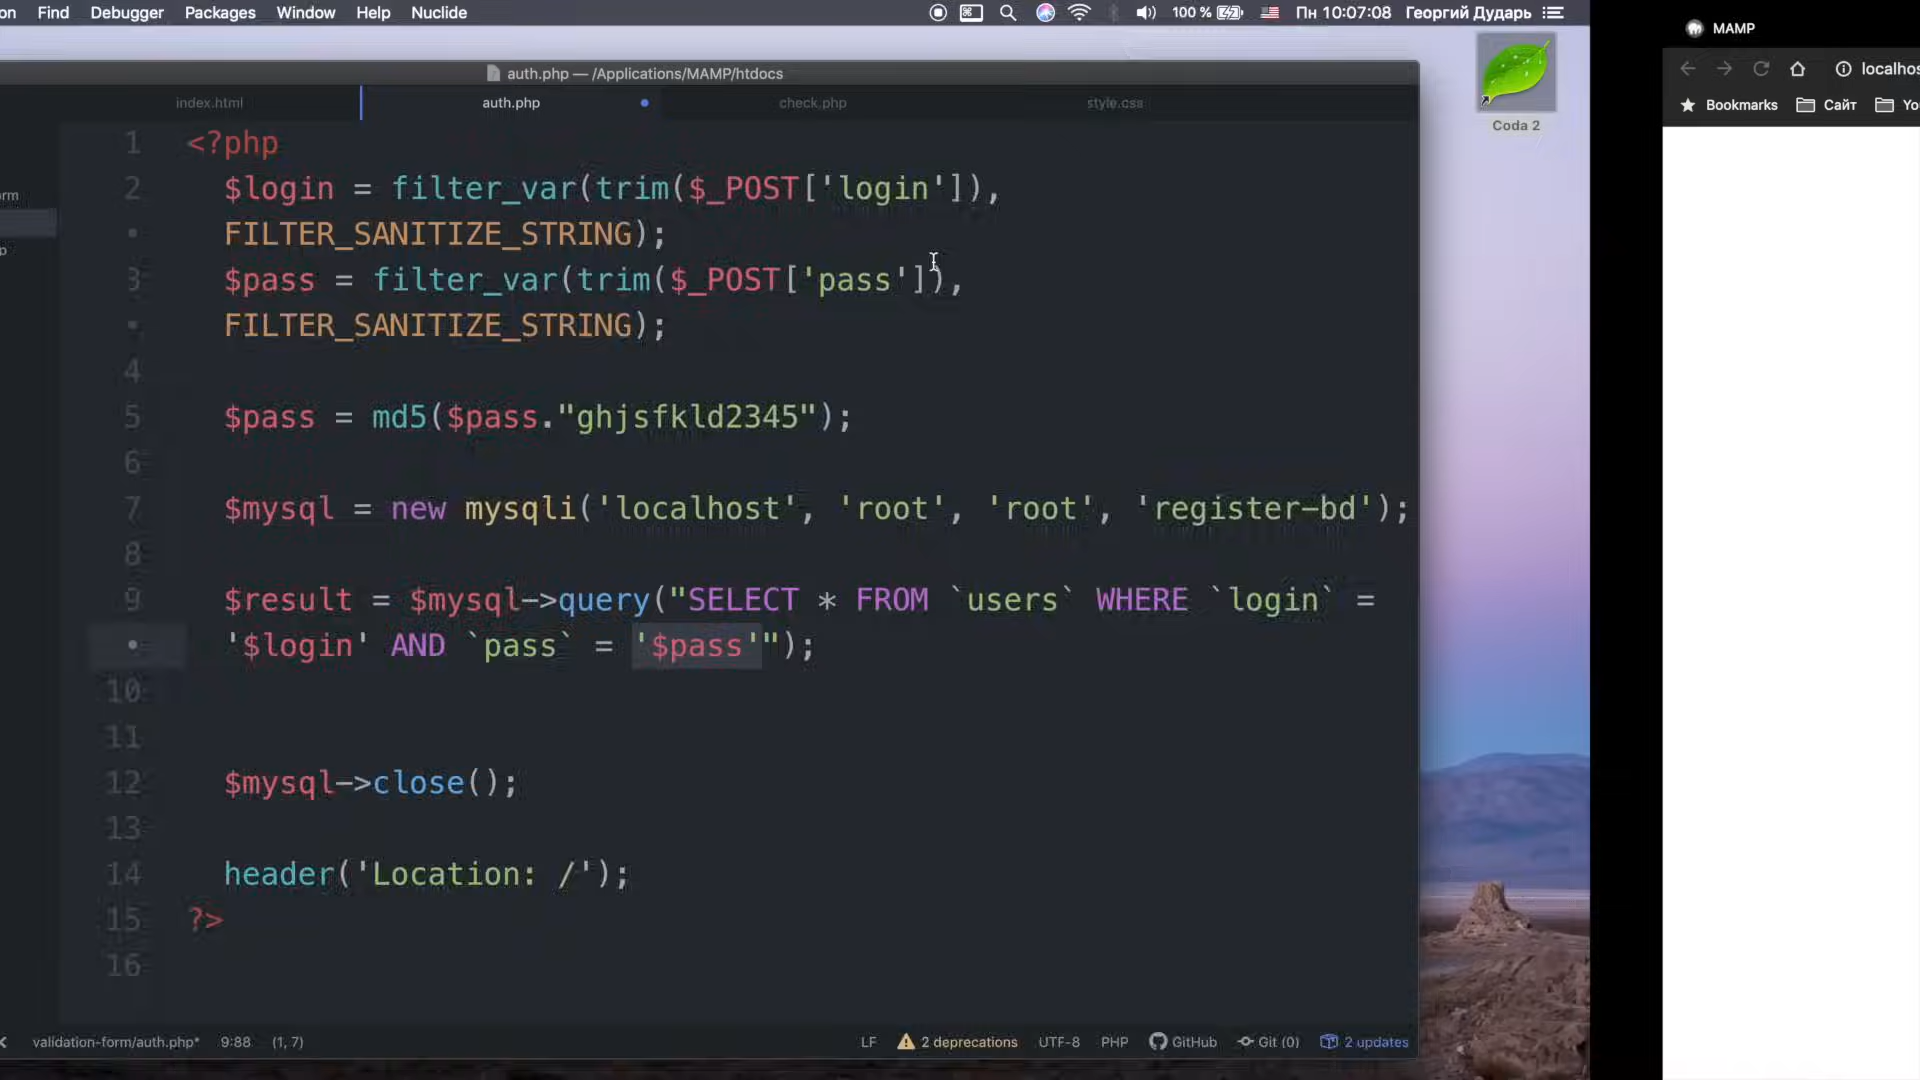 on Find Debugger Packages Window Help Nuclide 100 % Пн 10:07:08 Георгий Дударь
MAMP
auth.php — /Applications/MAMP/htdocs
index.html auth.php check.php style.css
Coda 2
localhos
Bookmarks Сайт Yo
rm
p
1 <?php
2 $login = filter_var(trim($_POST['login']),
• FILTER_SANITIZE_STRING);
3 $pass = filter_var(trim($_POST['pass']),
• FILTER_SANITIZE_STRING);
4
5 $pass = md5($pass."ghjsfkld2345");
6
7 $mysql = new mysqli('localhost', 'root', 'root', 'register-bd');
8
9 $result = $mysql->query("SELECT * FROM `users` WHERE `login` =
• '$login' AND `pass` = '$pass'");
10
11
12 $mysql->close();
13
14 header('Location: /');
15 ?>
16
validation-form/auth.php* 9:88 (1, 7) LF 2 deprecations UTF-8 PHP GitHub Git (0) 2 updates